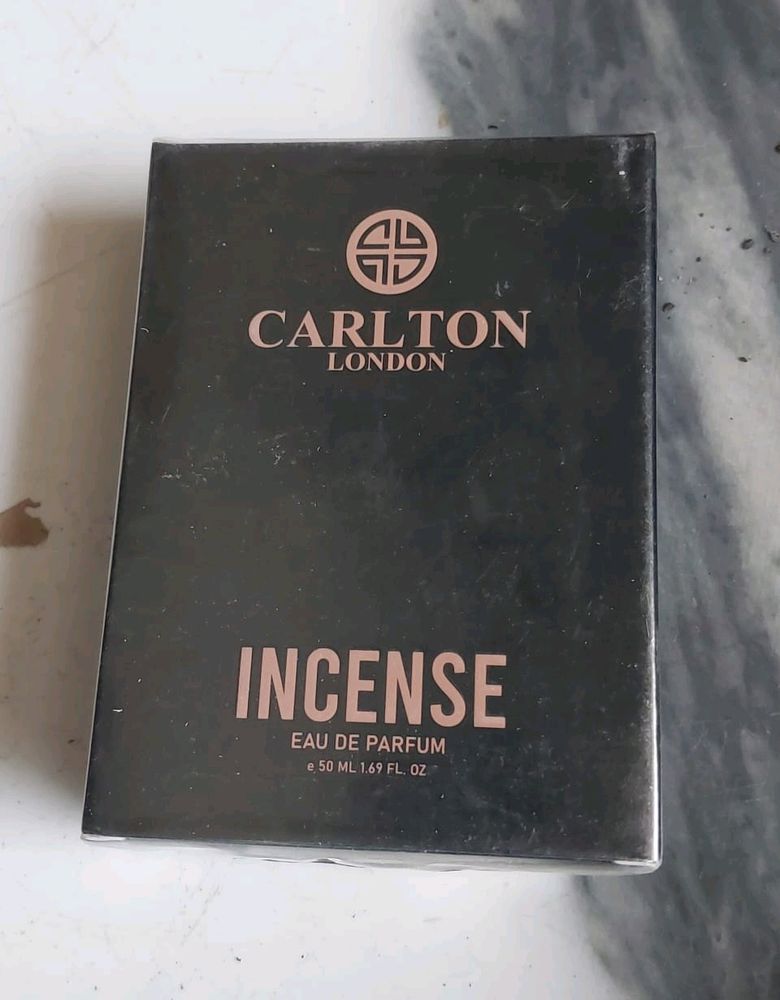 CARLTON
LONDON
INCENSE
EAU DE PARFUM
e 50 ML 1.69 FL. OZ